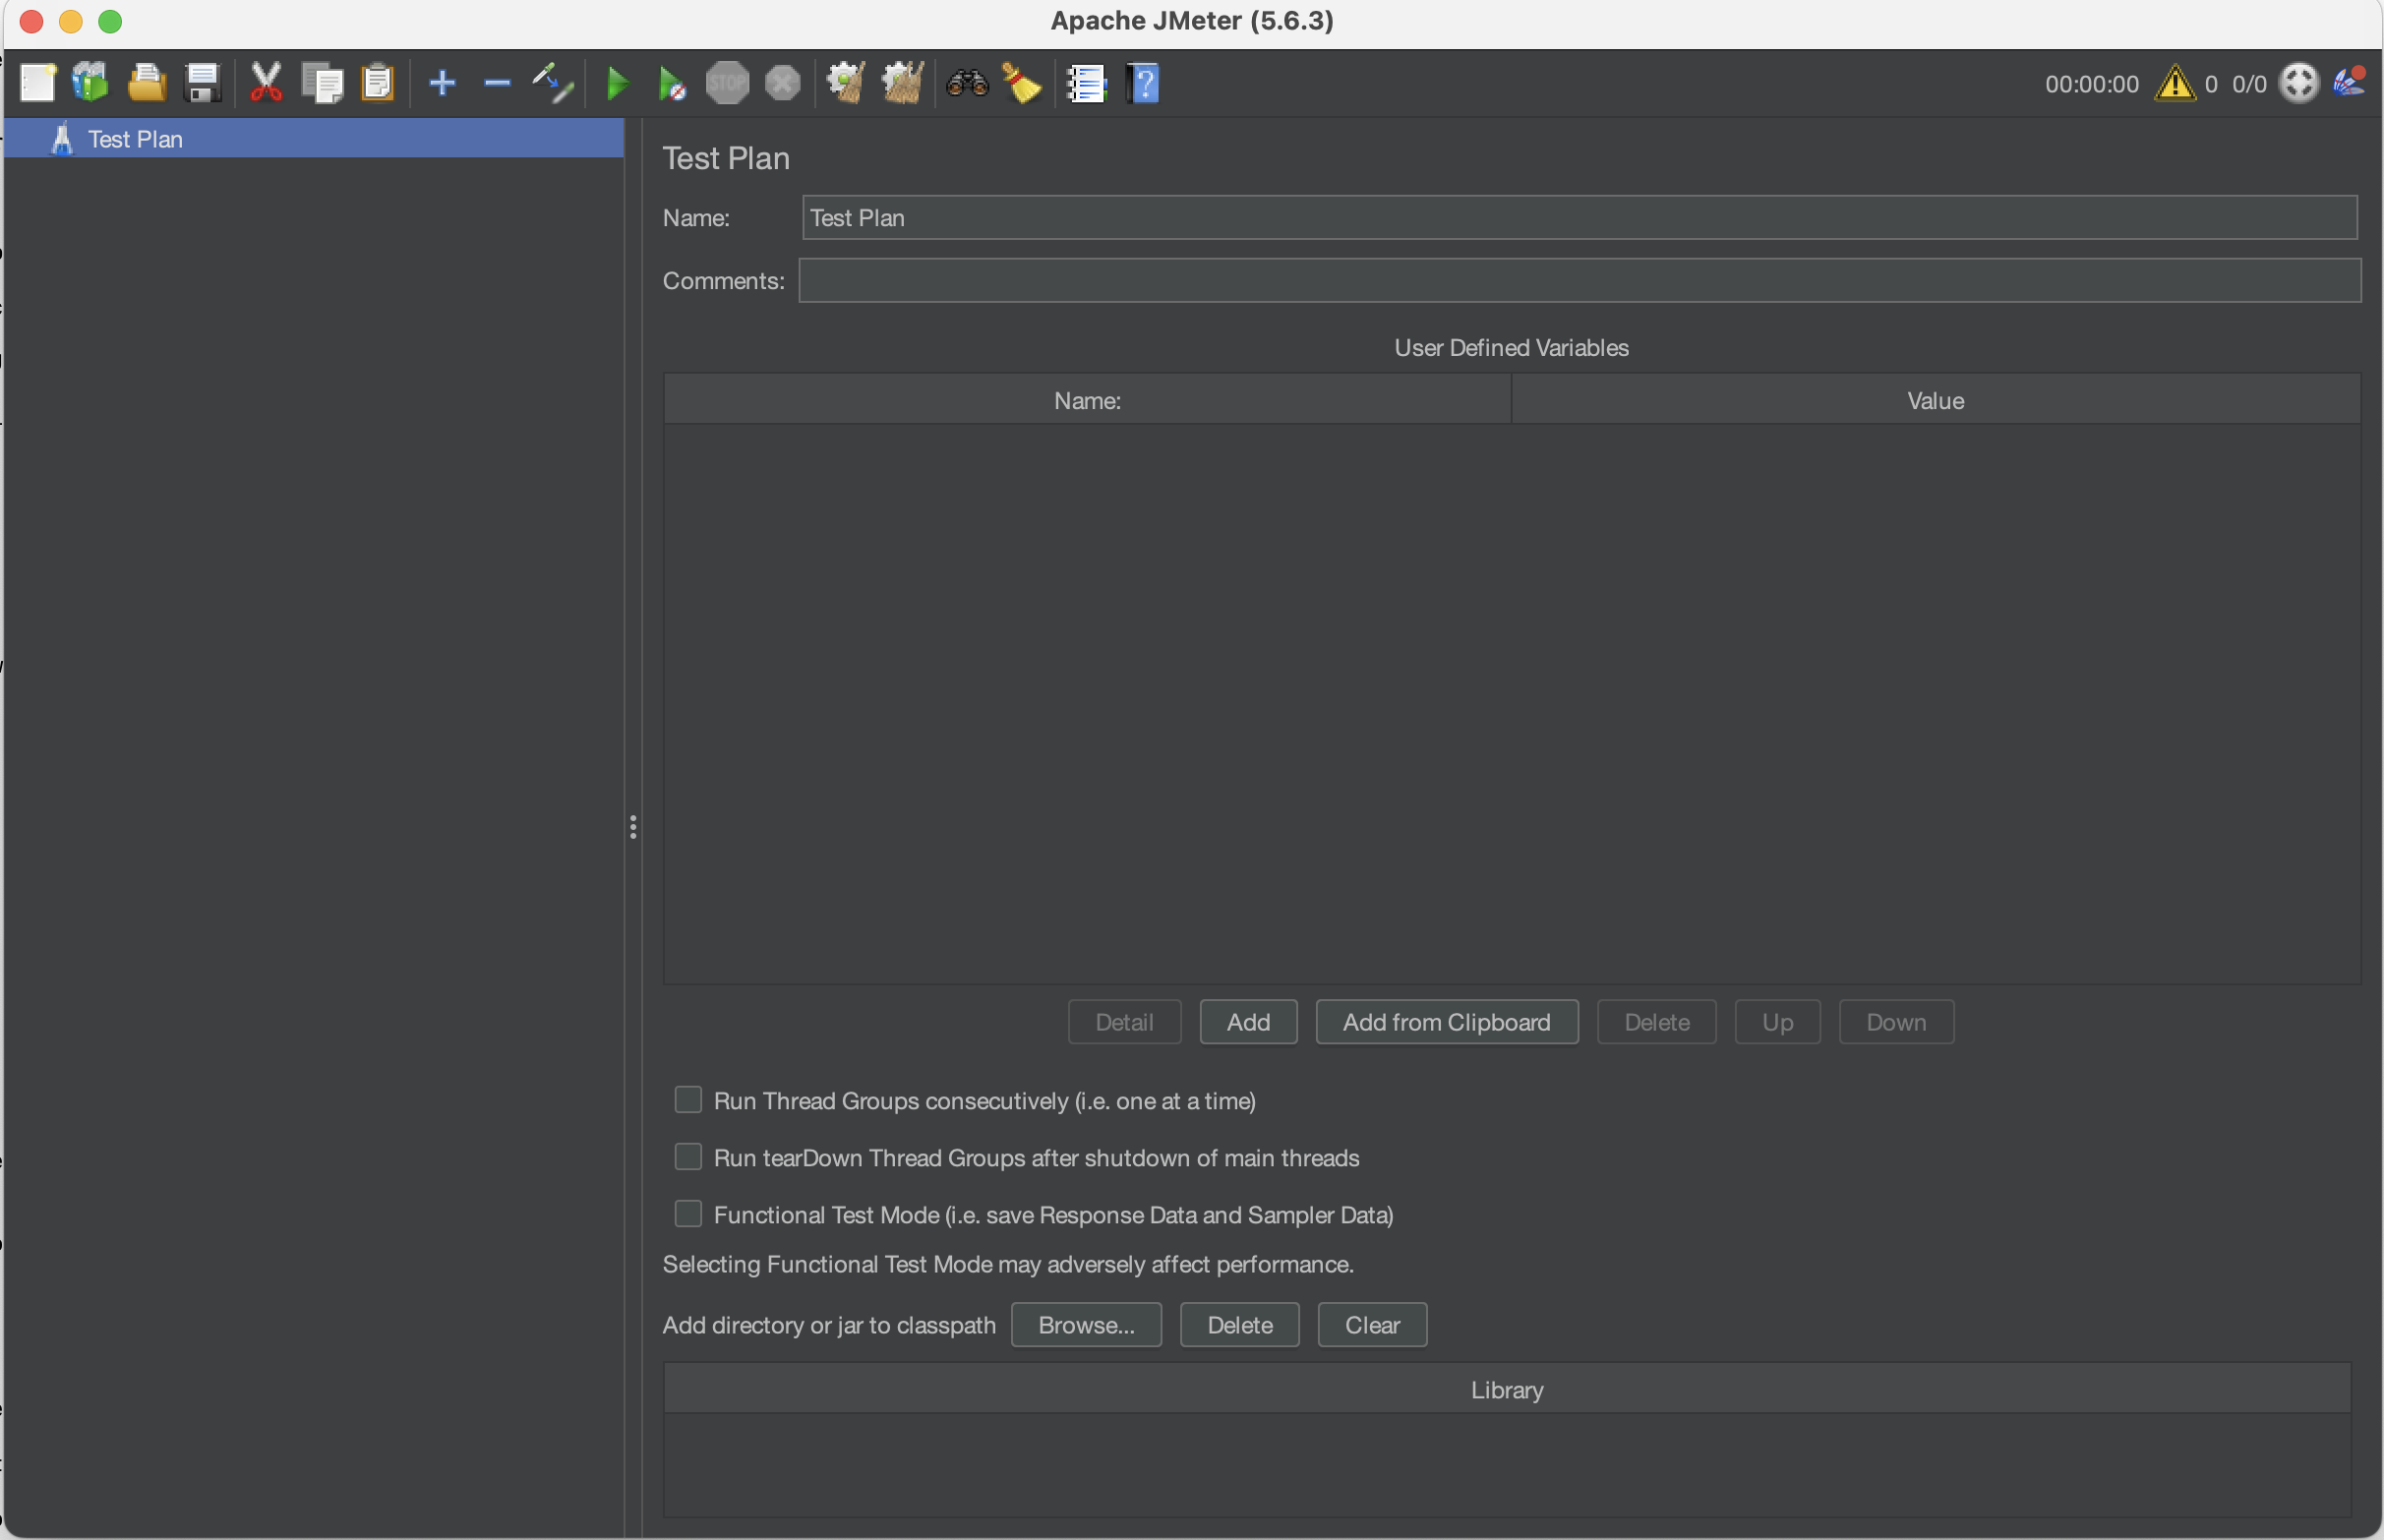 Apache JMeter (5.6.3)
STOP
?
00:00:00
0
0/0
Test Plan
Test Plan
Name:
Test Plan
Comments:
User Defined Variables
Name:
Value
Detail
Add
Add from Clipboard
Delete
Up
Down
Run Thread Groups consecutively (i.e. one at a time)
Run tearDown Thread Groups after shutdown of main threads
Functional Test Mode (i.e. save Response Data and Sampler Data)
Selecting Functional Test Mode may adversely affect performance.
Add directory or jar to classpath
Browse...
Delete
Clear
Library